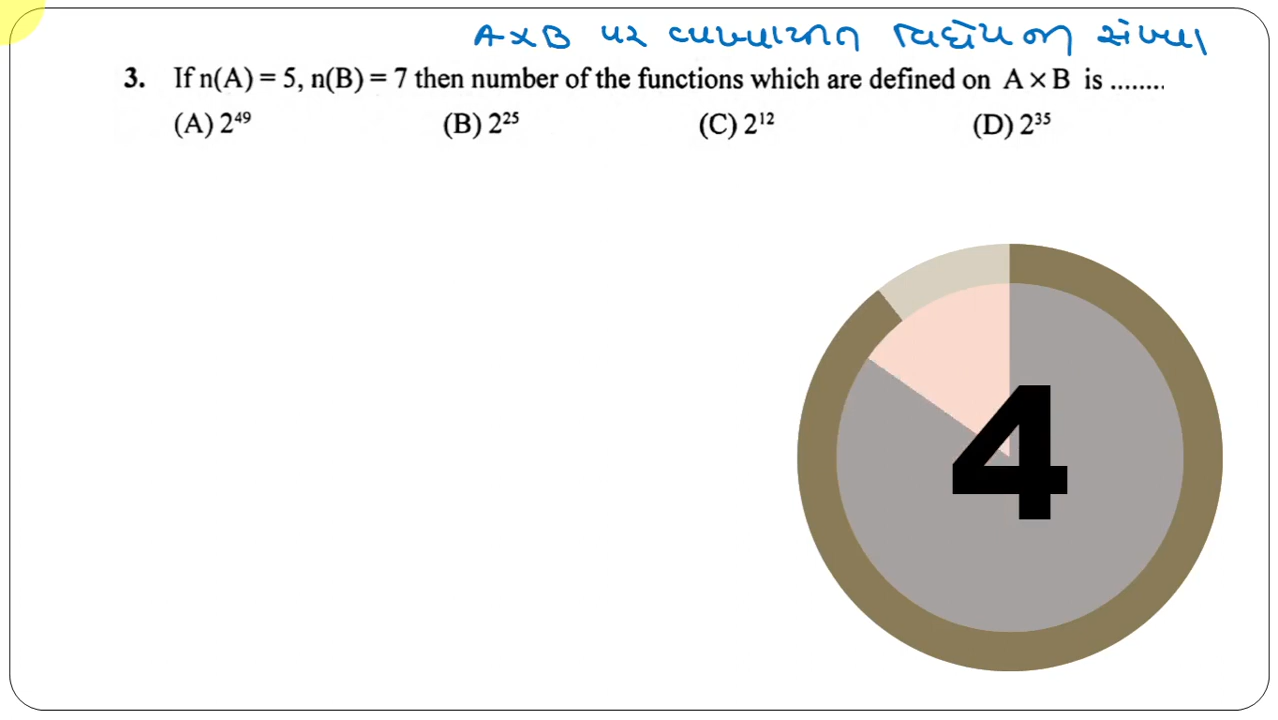 A×B પર વ્યાખ્યાયિત વિધેયોની સંખ્યા
3. If n(A) = 5, n(B) = 7 then number of the functions which are defined on A × B is ........
(A) 2⁴⁹ (B) 2²⁵ (C) 2¹² (D) 2³⁵
4